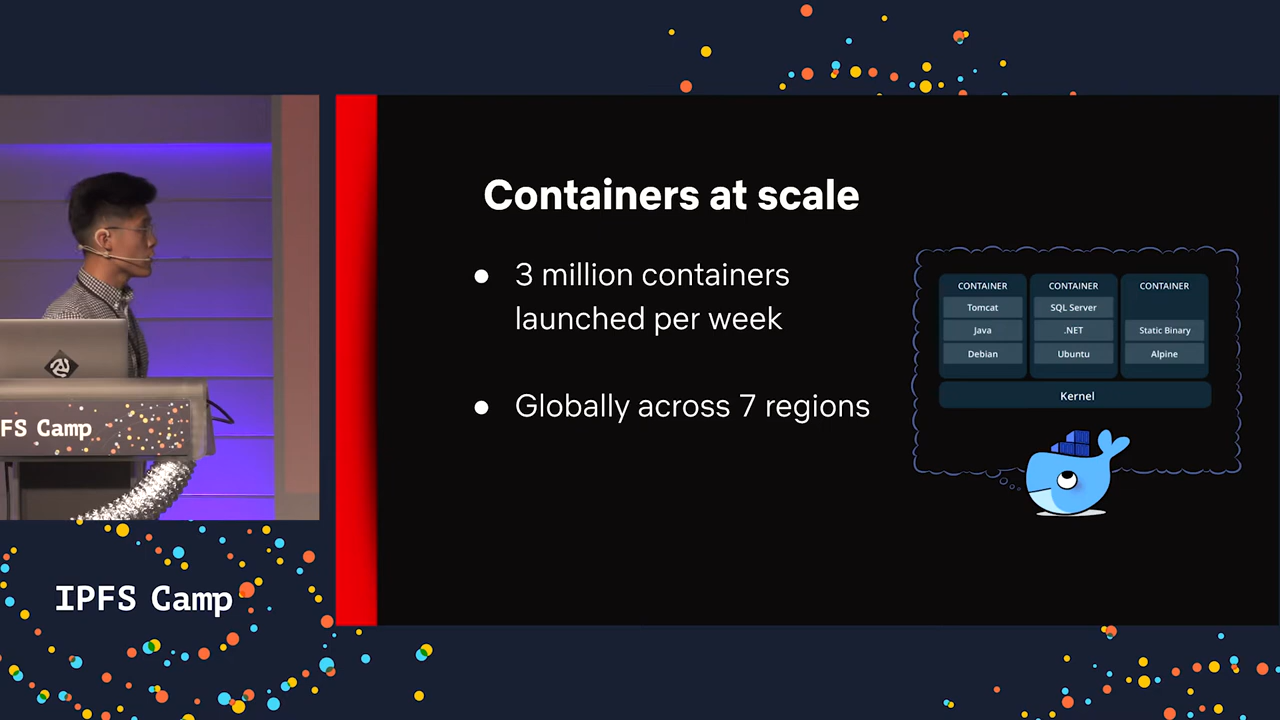 Containers at scale
● 3 million containers
launched per week
● Globally across 7 regions
CONTAINER
Tomcat
Java
Debian
CONTAINER
SQL Server
.NET
Ubuntu
CONTAINER
Static Binary
Alpine
Kernel
FS Camp
IPFS Camp